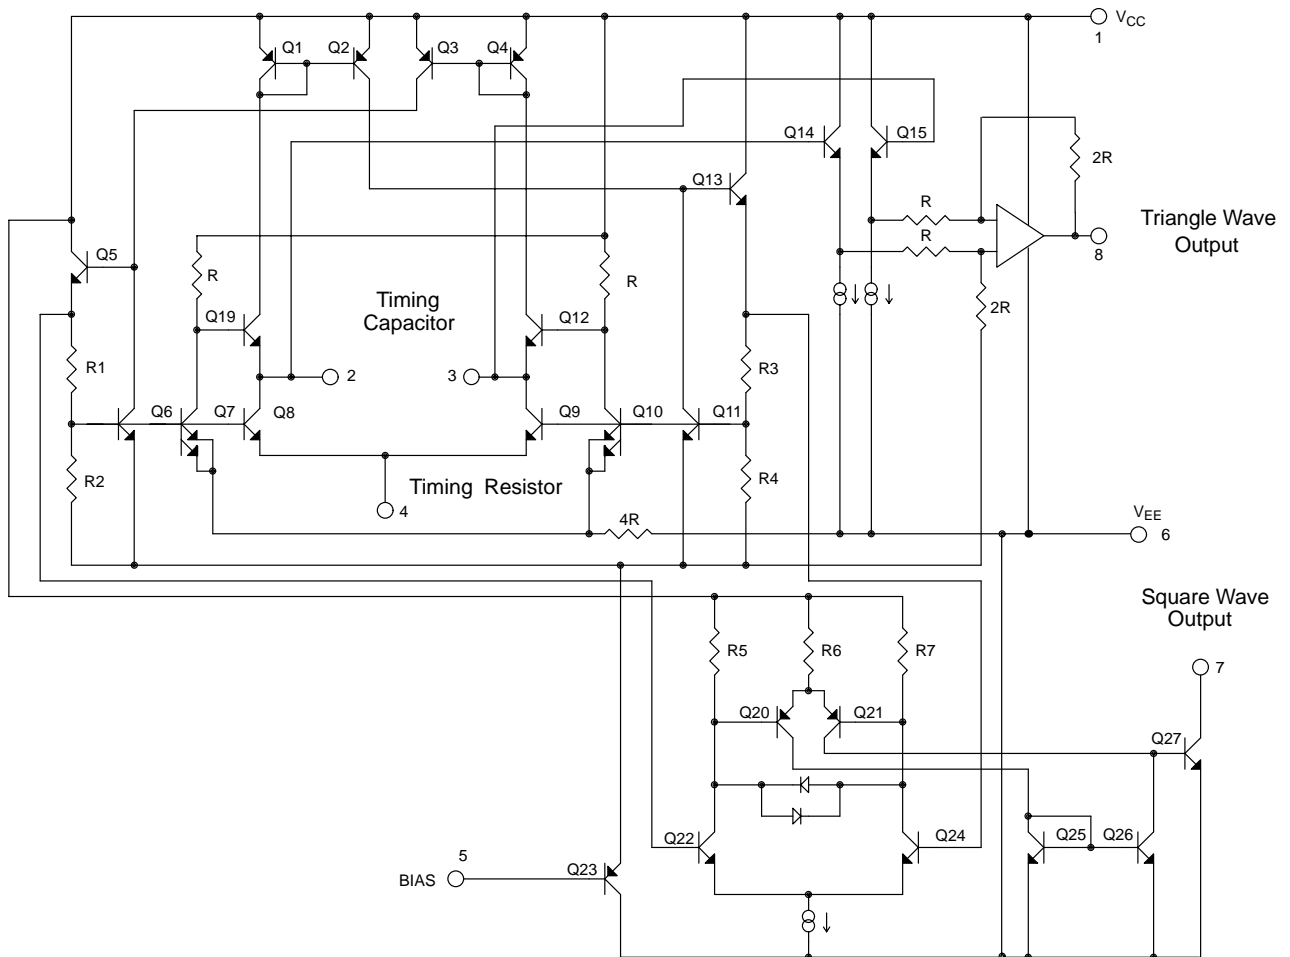 VCC
1
Q1
Q2
Q3
Q4
Q14
Q15
2R
Q13
R
R
Triangle Wave
Output
8
Q5
R
R
2R
Timing
Capacitor
Q19
Q12
R1
2
3
R3
Q6
Q7
Q8
Q9
Q10
Q11
R2
R4
Timing Resistor
4
4R
VEE
6
Square Wave
Output
R5
R6
R7
7
Q20
Q21
Q27
Q22
Q24
Q25
Q26
5
BIAS
Q23